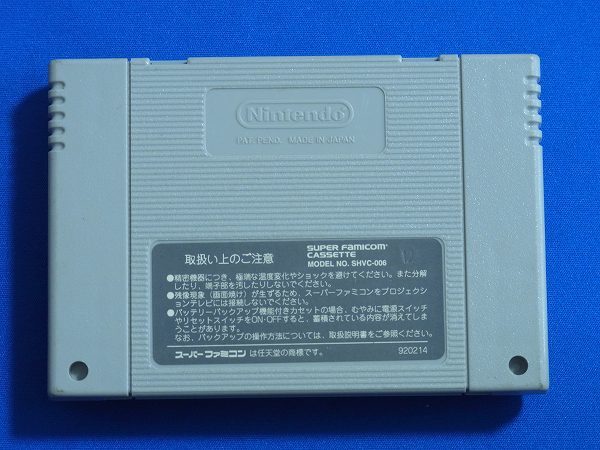 Nintendo
PAT. PEND. MADE IN JAPAN
取扱い上のご注意
SUPER FAMICOM
CASSETTE
MODEL NO. SHVC-006
●精密機器につき、極端な温度変化やショックを避けてください。また分解
したり、端子部を汚したりしないでください。
●残像現象(画面焼け)が生ずるため、スーパーファミコンをプロジェクシ
ョンテレビには接続しないでください。
●バッテリーバックアップ機能付きカセットの場合、むやみに電源スイッチ
やリセットスイッチをON-OFFすると、蓄積されている内容が消えてしま
うことがあります。
なお、バックアップの操作方法については、取扱説明書をご参照ください。
スーパーファミコン は任天堂の商標です。
920214